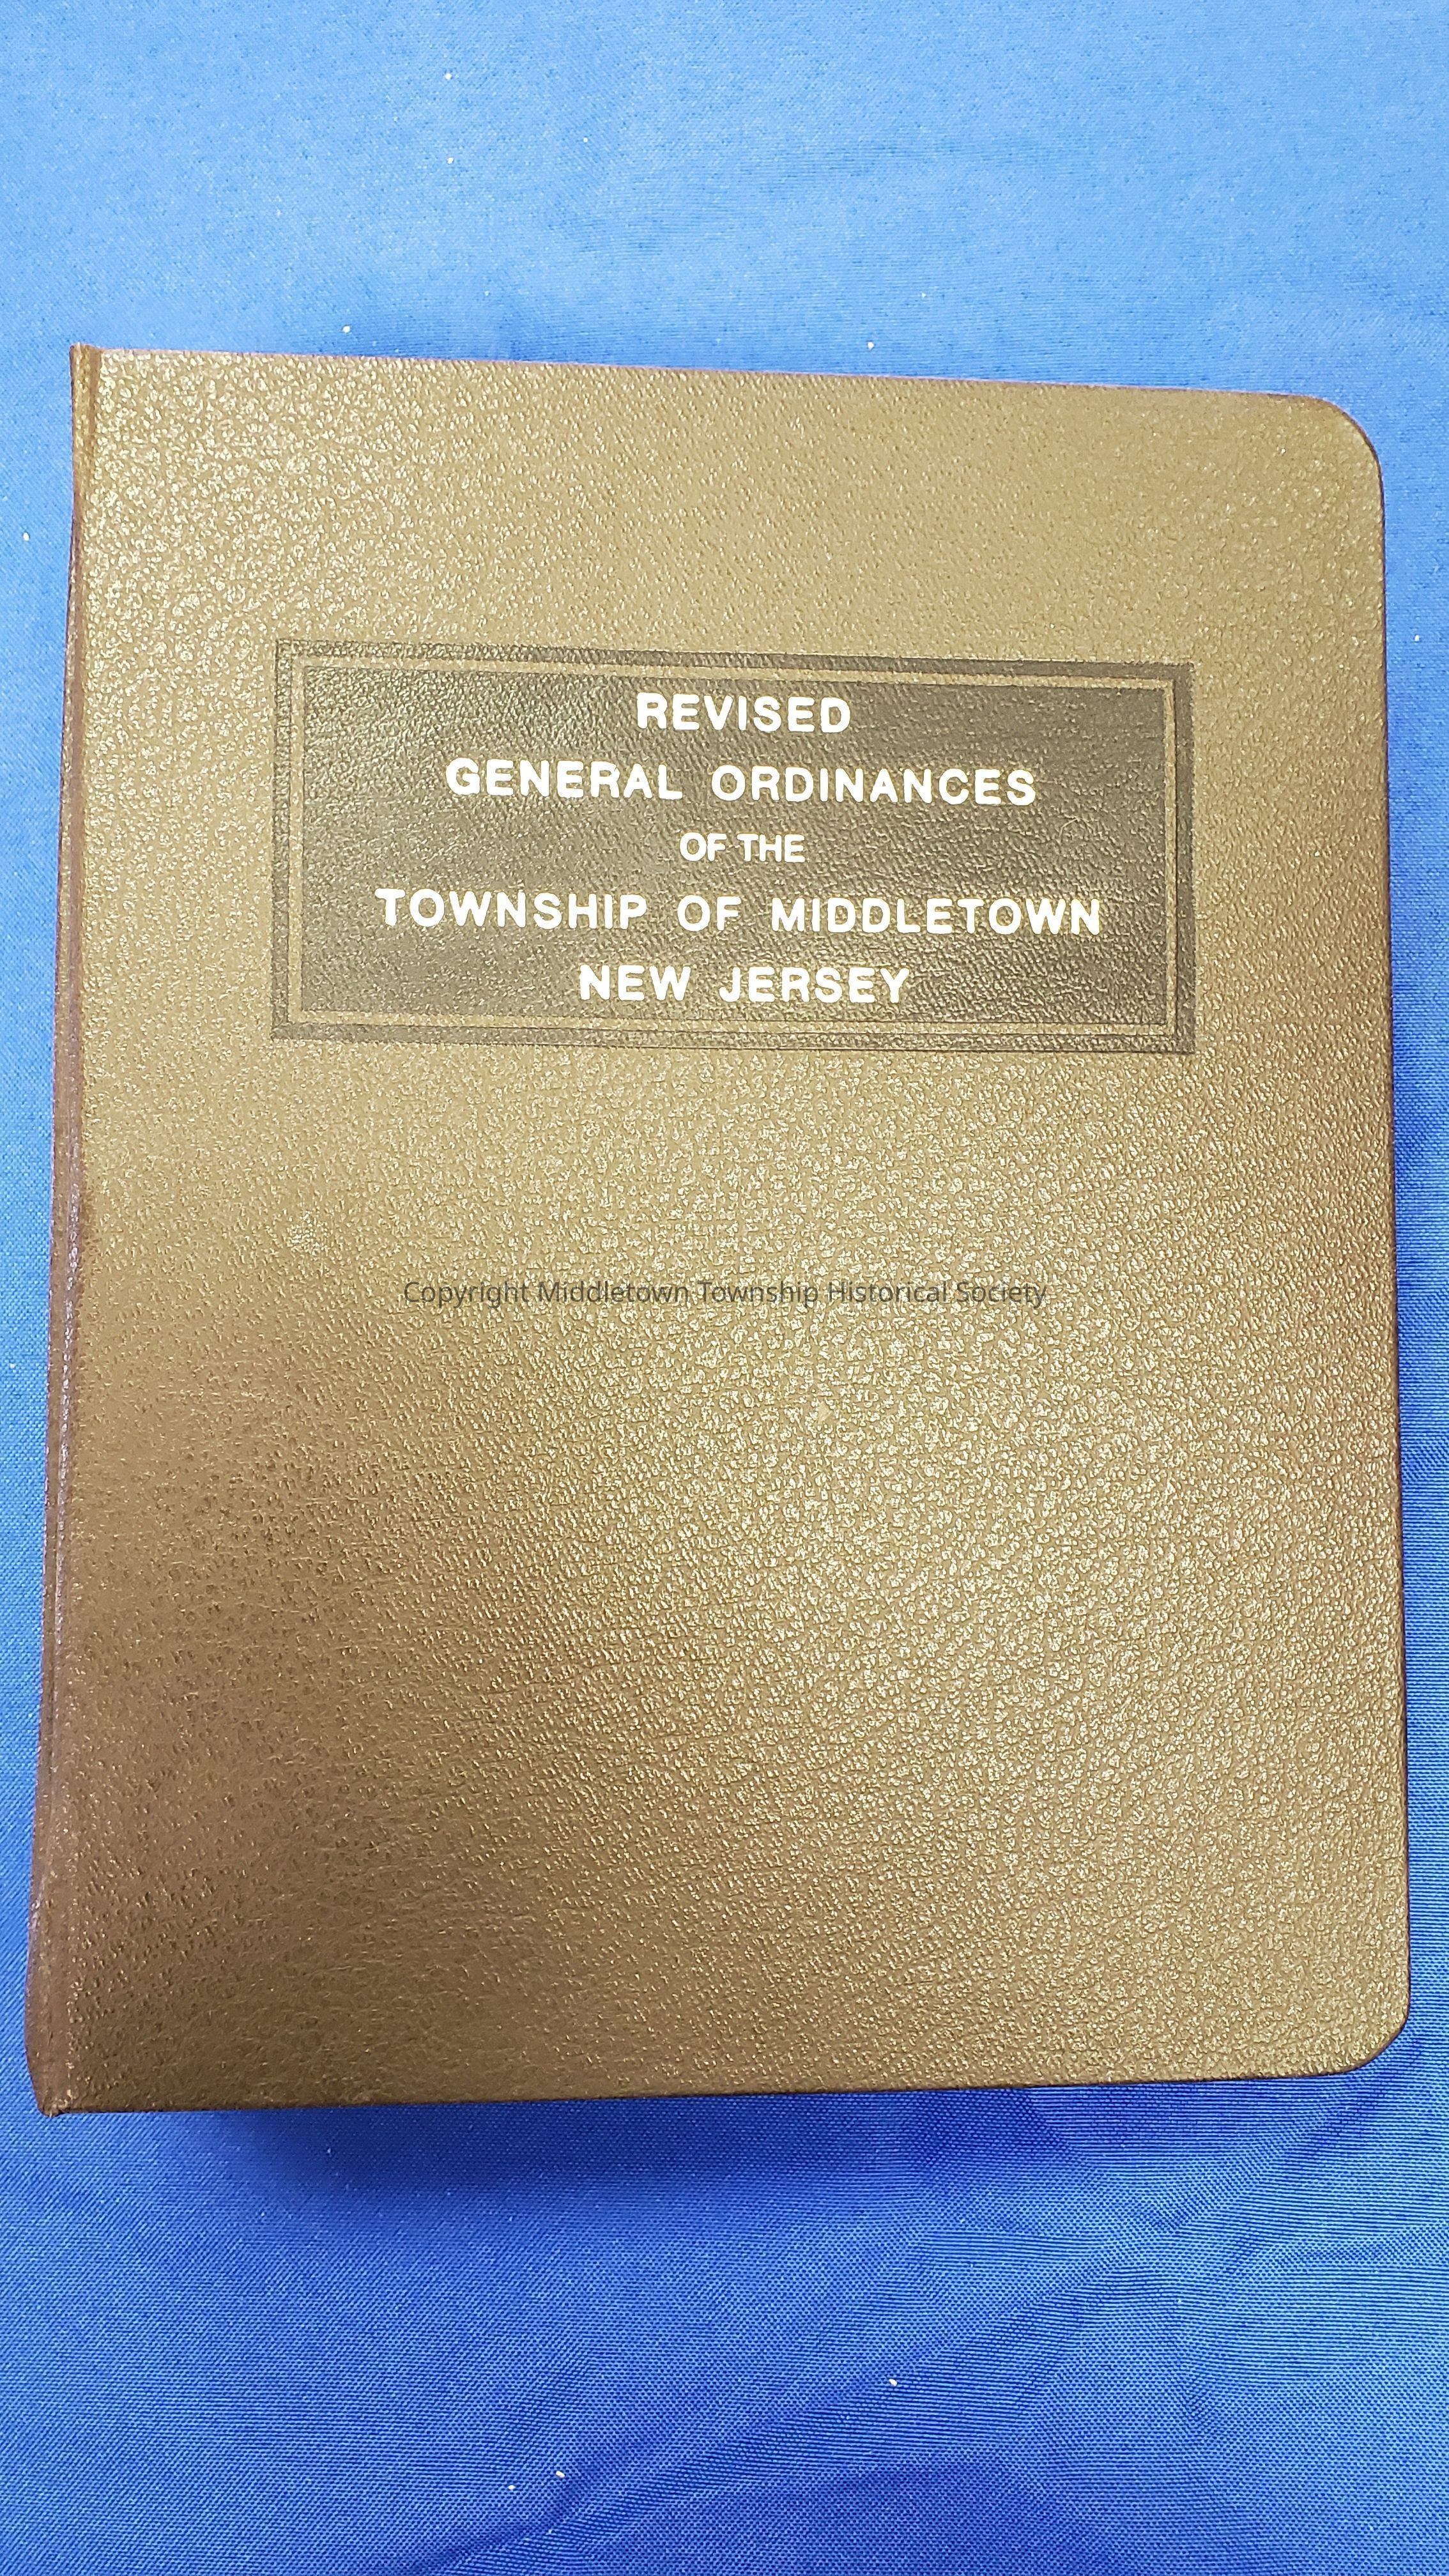 REVISED
GENERAL ORDINANCES
OF THE
TOWNSHIP OF MIDDLETOWN
NEW JERSEY
Copyright Middletown Township Historical Society